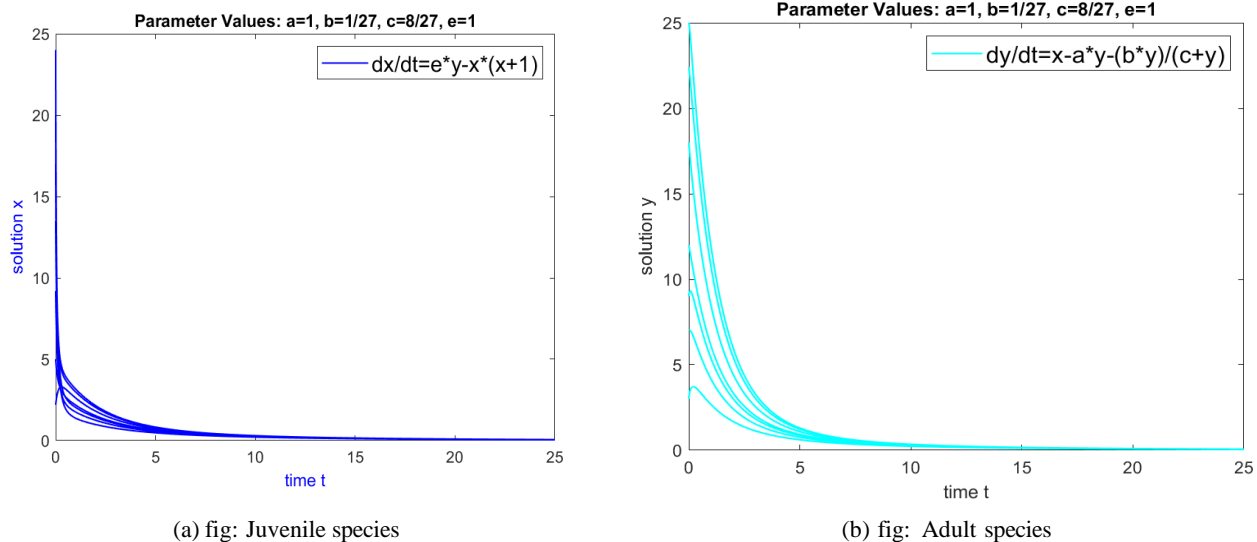 Parameter Values: a=1, b=1/27, c=8/27, e=1
25
20
15
10
5
0
solution x
dx/dt=e*y-x*(x+1)
0 5 10 15 20 25
time t
(a) fig: Juvenile species
Parameter Values: a=1, b=1/27, c=8/27, e=1
25
20
15
10
5
0
solution y
dy/dt=x-a*y-(b*y)/(c+y)
0 5 10 15 20 25
time t
(b) fig: Adult species